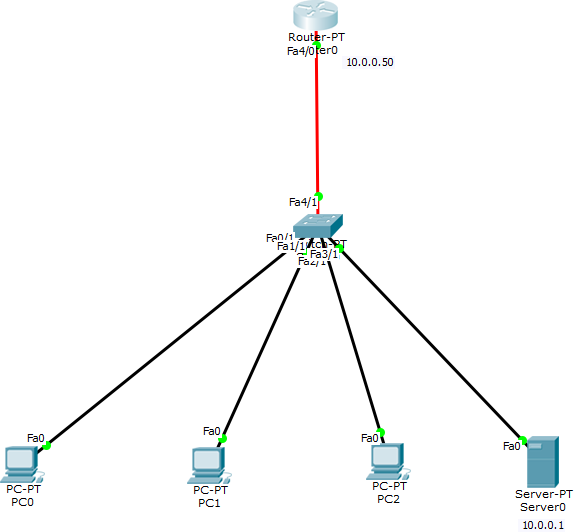 Router-PT
Fa4/0
ter0
10.0.0.50
Fa4/1
Fa0/1
Fa1/1
Fa3/1
Fa2/1
Fa0
Fa0
Fa0
Fa0
PC-PT
PC0
PC-PT
PC1
PC-PT
PC2
Server-PT
Server0
10.0.0.1